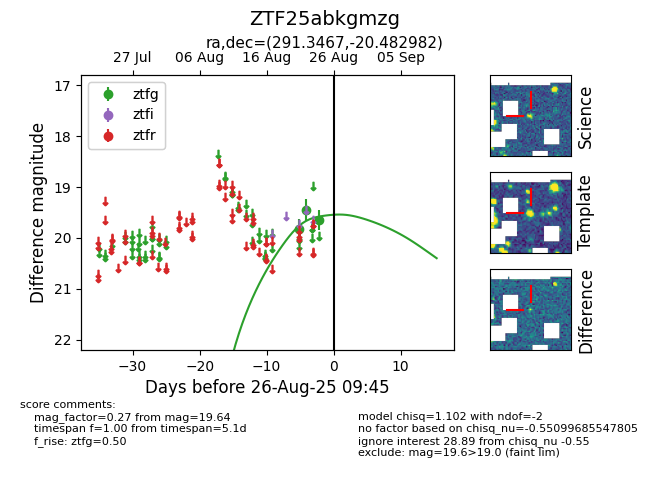 ZTF25abkgmzg
ra,dec=(291.3467,-20.482982)
27 Jul
06 Aug
16 Aug
26 Aug
05 Sep
17
18
19
20
21
22
Difference magnitude
ztfg
ztfi
ztfr
−30
−20
−10
0
10
Days before 26-Aug-25 09:45
Science
Template
Difference
score comments:
mag_factor=0.27 from mag=19.64
timespan f=1.00 from timespan=5.1d
f_rise: ztfg=0.50
model chisq=1.102 with ndof=-2
no factor based on chisq_nu=-0.55099685547805
ignore interest 28.89 from chisq_nu -0.55
exclude: mag=19.6>19.0 (faint lim)